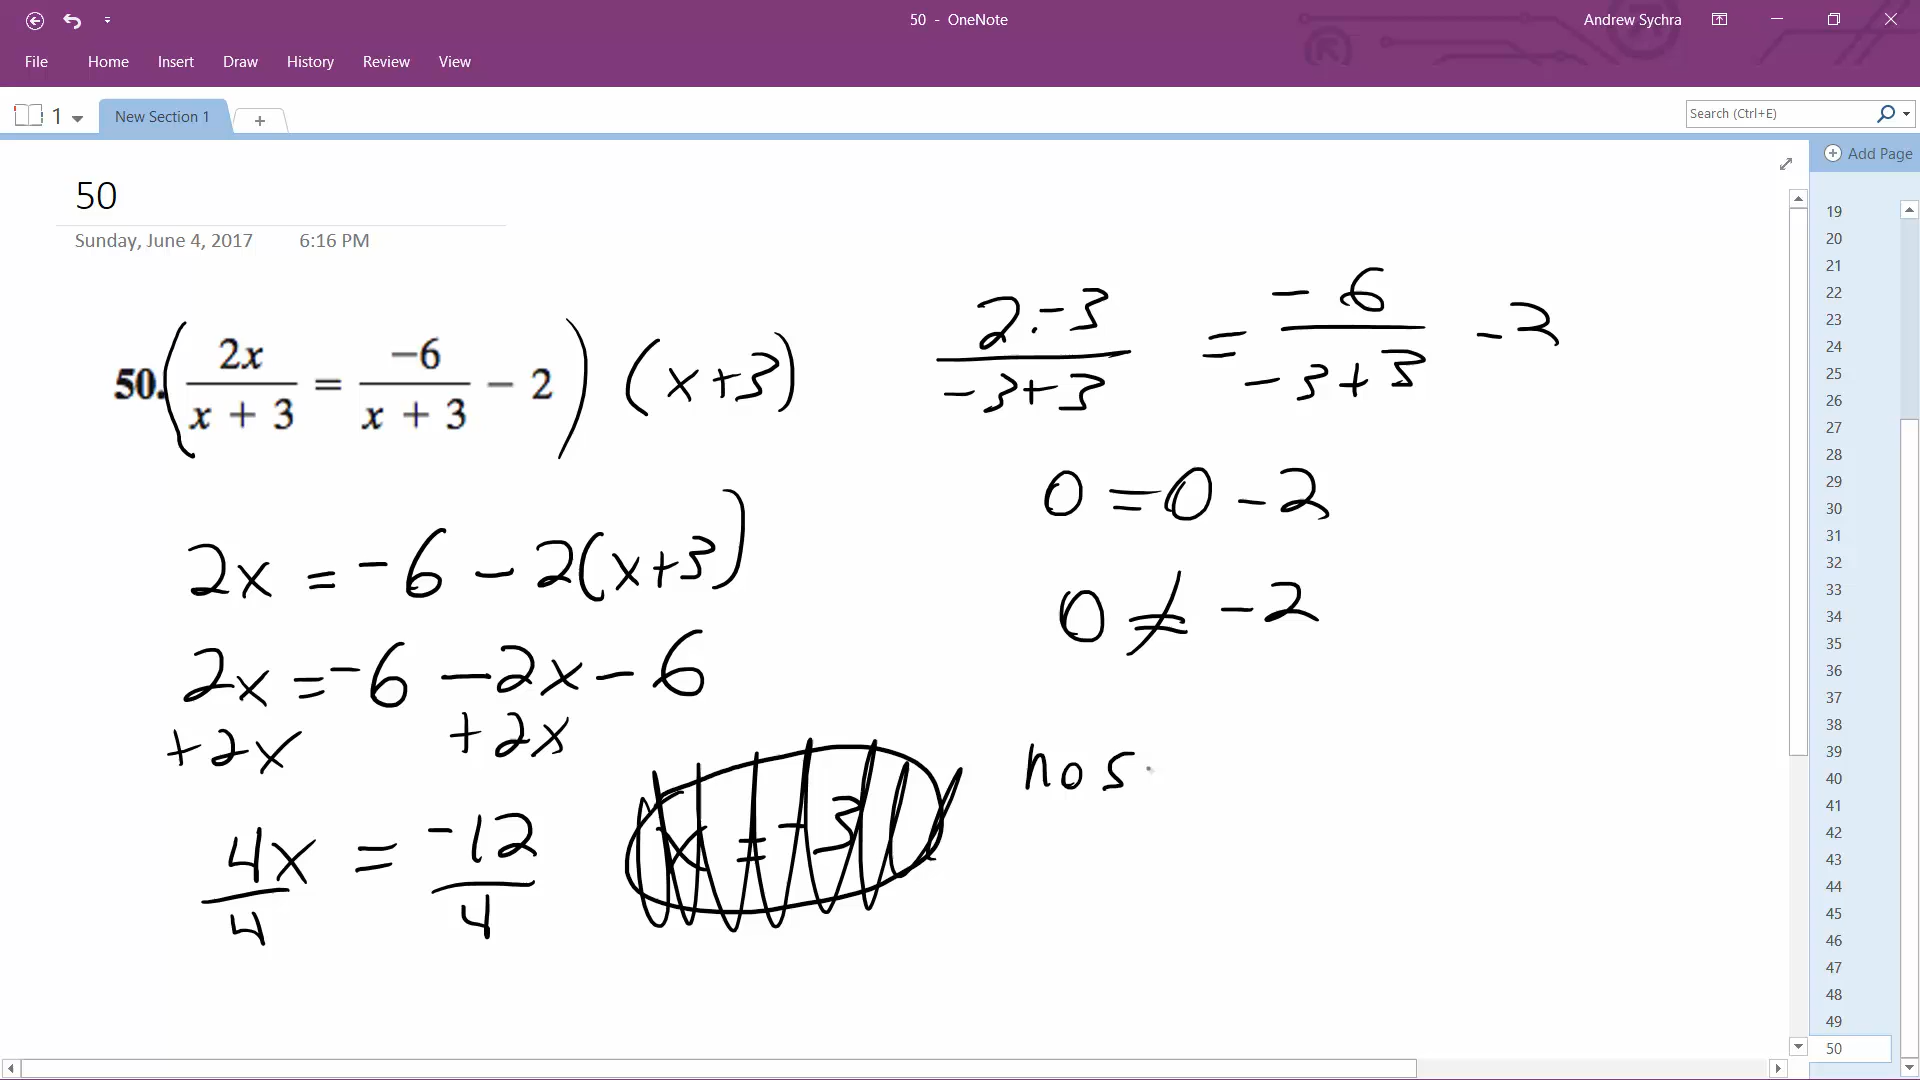 50 - OneNote
Andrew Sychra
File Home Insert Draw History Review View
1 New Section 1 +
Search (Ctrl+E)
Add Page
50
Sunday, June 4, 2017 6:16 PM
50. ( 2x / x + 3 = −6 / x + 3 − 2 ) (x+3)
2x = -6 - 2(x+3)
2x = -6 - 2x - 6
+2x +2x
4x / 4 = -12 / 4
x = -3
2·-3 / -3+3 = -6 / -3+3 - 2
0 = 0 - 2
0 ≠ -2
no s
19
20
21
22
23
24
25
26
27
28
29
30
31
32
33
34
35
36
37
38
39
40
41
42
43
44
45
46
47
48
49
50